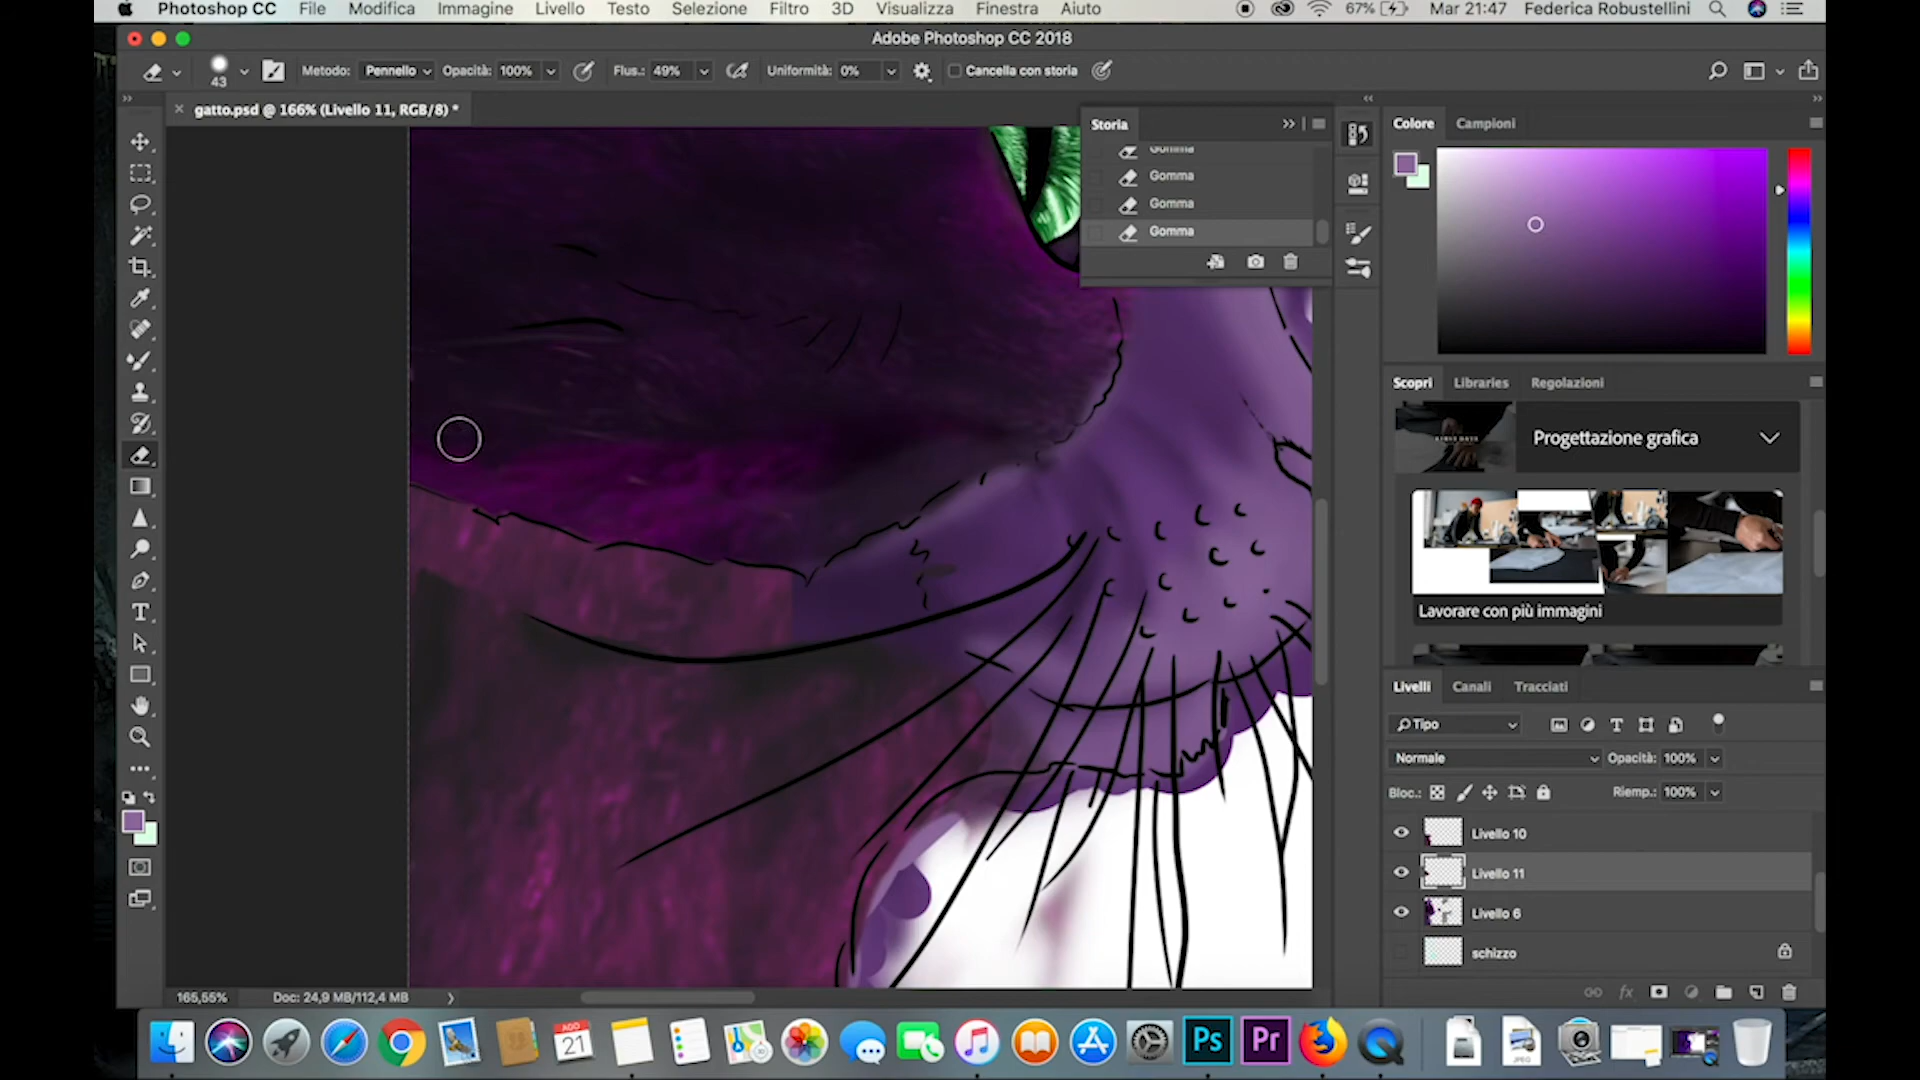 Photoshop CC File Modifica Immagine Livello Testo Selezione Filtro 3D Visualizza Finestra Aiuto 67% Mar 21:47 Federica Robustellini
Adobe Photoshop CC 2018
43 Metodo: Pennello Opacità: 100% Flus.: 49% Uniformità: 0% Cancella con storia
gatto.psd @ 166% (Livello 11, RGB/8) *
Storia
Gomma
Gomma
Gomma
Gomma
Colore Campioni
Scopri Libraries Regolazioni
Progettazione grafica
Lavorare con più immagini
Livelli Canali Tracciati
Tipo
Normale Opacità: 100%
Bloc.: Riemp.: 100%
Livello 10
Livello 11
Livello 6
schizzo
165,55% Doc: 24,9 MB/112,4 MB
AGO
21
Ps
Pr
JPEG